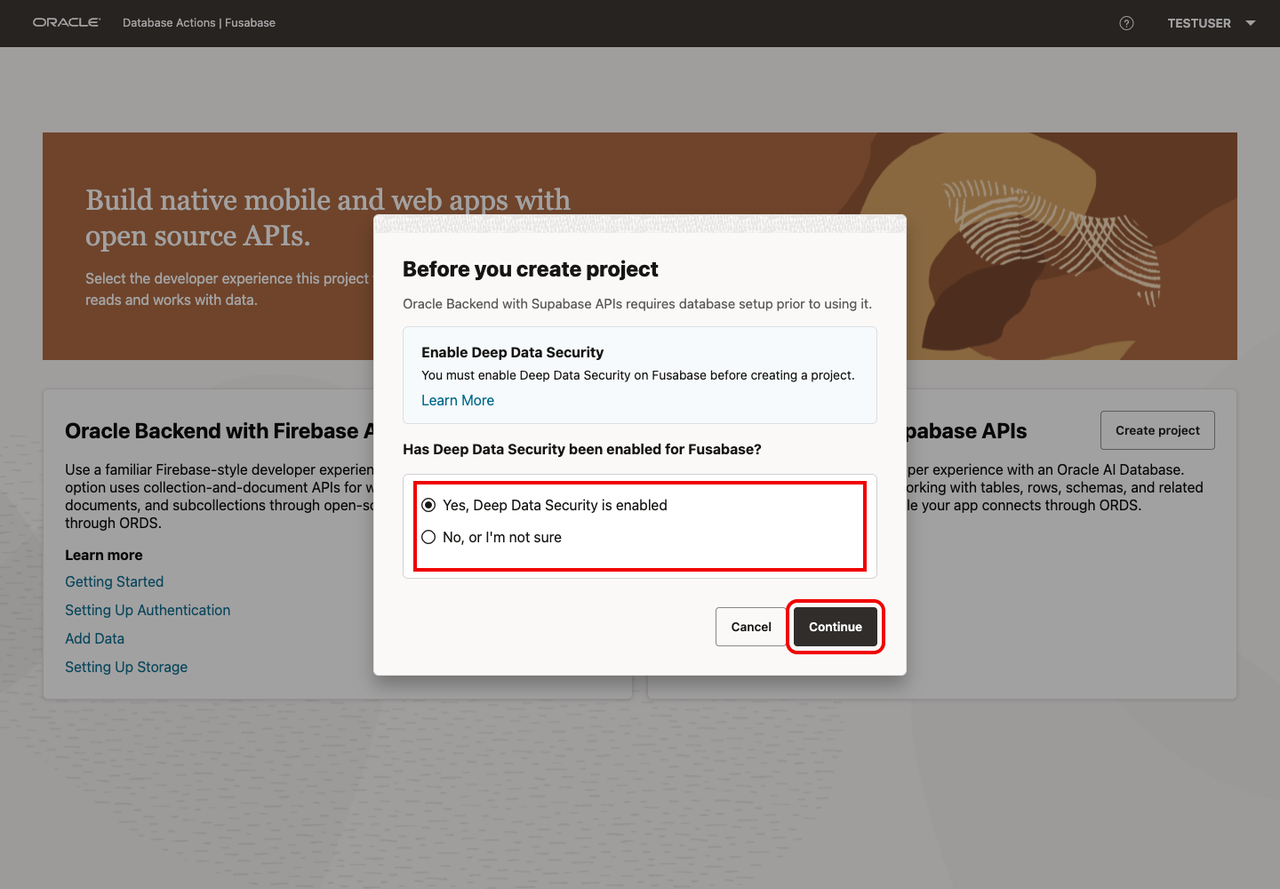 ORACLE
Database Actions | Fusabase
TESTUSER
Build native mobile and web apps with
open source APIs.
Select the developer experience this project
reads and works with data.
Before you create project
Oracle Backend with Supabase APIs requires database setup prior to using it.
Enable Deep Data Security
You must enable Deep Data Security on Fusabase before creating a project.
Learn More
Has Deep Data Security been enabled for Fusabase?
Yes, Deep Data Security is enabled
No, or I'm not sure
Cancel
Continue
Oracle Backend with Firebase A
Use a familiar Firebase-style developer experien
option uses collection-and-document APIs for w
documents, and subcollections through open-so
through ORDS.
Learn more
Getting Started
Setting Up Authentication
Add Data
Setting Up Storage
pabase APIs
Create project
per experience with an Oracle AI Database.
orking with tables, rows, schemas, and related
le your app connects through ORDS.